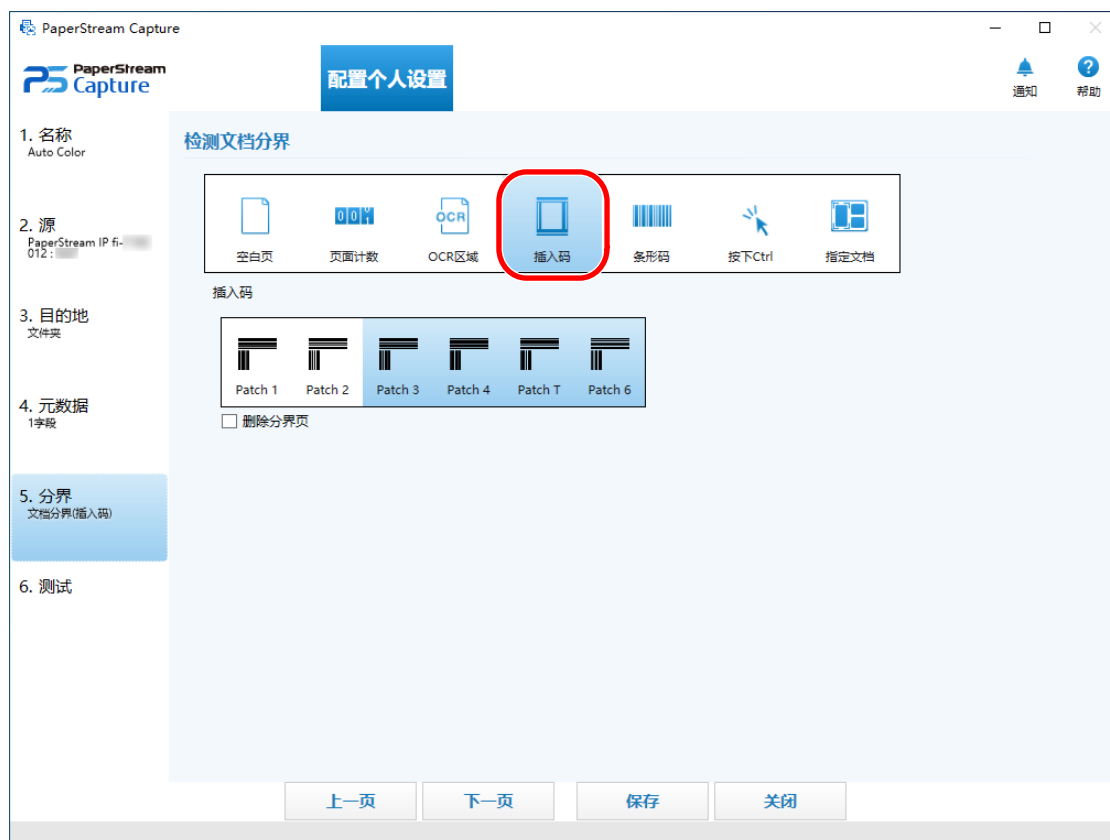 PaperStream Capture
PaperStream
Capture
配置个人设置
通知
帮助
1. 名称
Auto Color
2. 源
PaperStream IP fi-
012 :
3. 目的地
文件夹
4. 元数据
1字段
5. 分界
文档分界(插入码)
6. 测试
检测文档分界
空白页
页面计数
OCR
OCR区域
插入码
条形码
按下Ctrl
指定文档
插入码
Patch 1
Patch 2
Patch 3
Patch 4
Patch T
Patch 6
删除分界页
上一页
下一页
保存
关闭